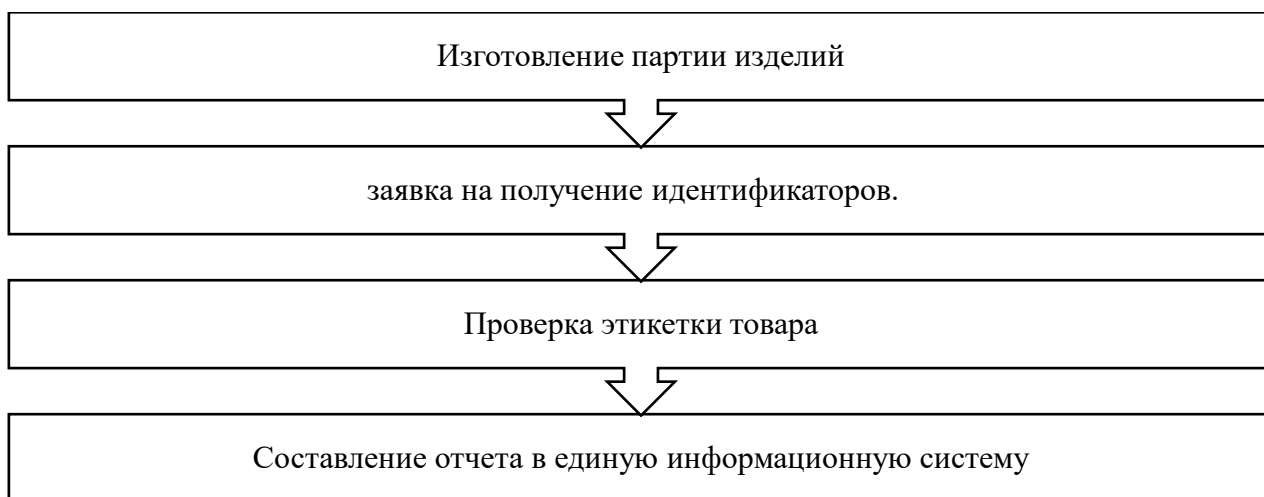 Изготовление партии изделий
заявка на получение идентификаторов.
Проверка этикетки товара
Составление отчета в единую информационную систему